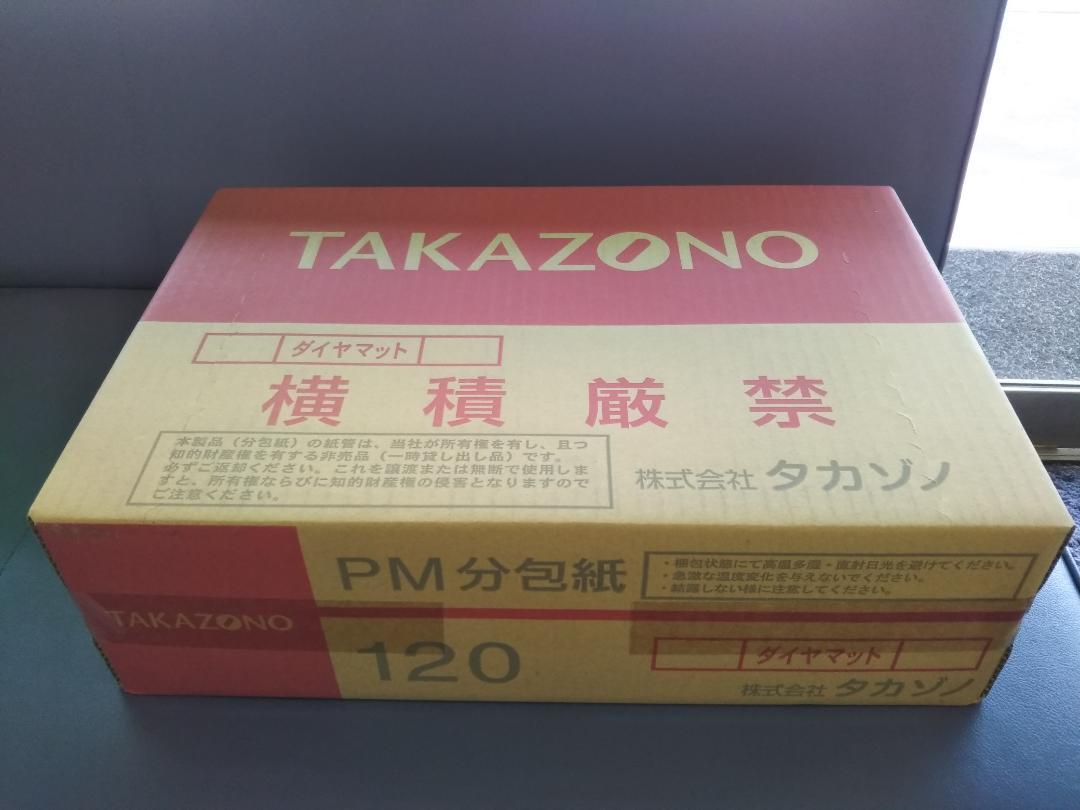 TAKAZONO
ダイヤマット
横積厳禁
本製品（分包紙）の紙管は、当社が所有権を有し、且つ
知的財産権を有する非売品（一時貸し出し品）です。
必ずご返却ください。これを譲渡または無断で使用しま
すと、所有権ならびに知的財産権の侵害となりますので
ご注意ください。
株式会社 タカゾノ
PM分包紙
・梱包状態にて高温多湿・直射日光を避けてください。
・急激な温度変化を与えないでください。
・結露しない様に注意してください。
TAKAZONO
120
ダイヤマット
株式会社 タカゾノ